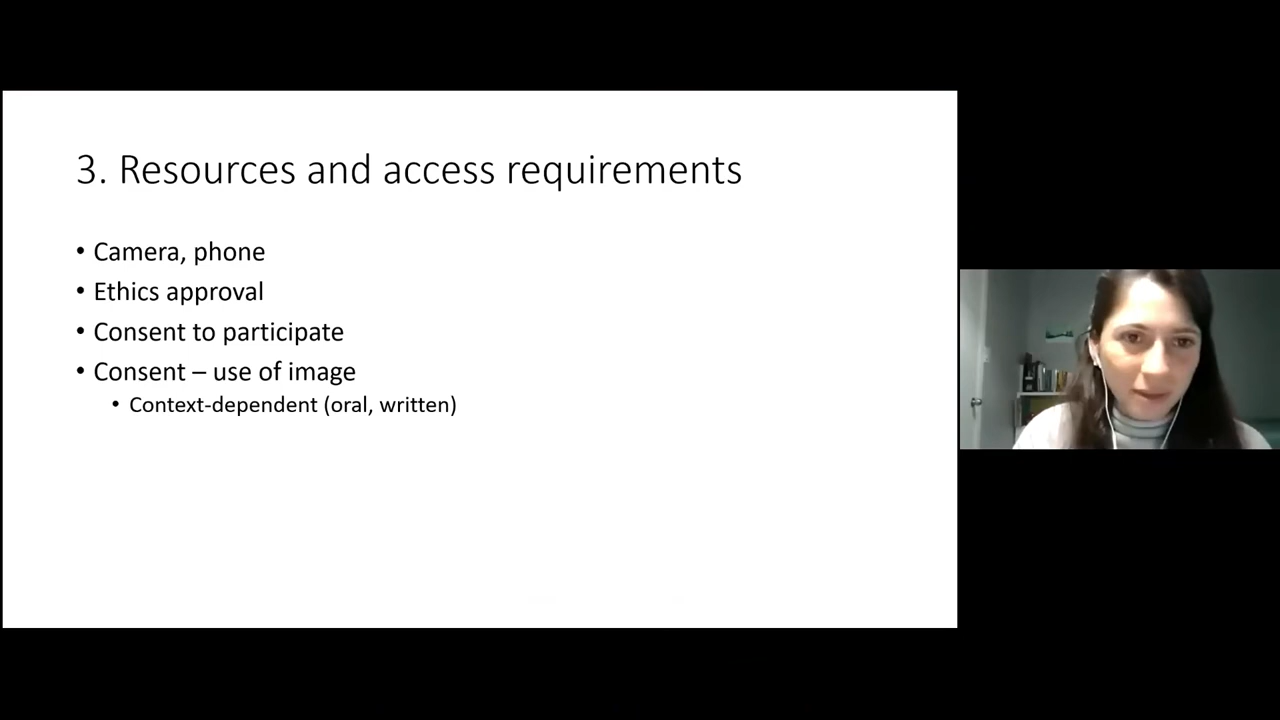 3. Resources and access requirements
• Camera, phone
• Ethics approval
• Consent to participate
• Consent – use of image
• Context-dependent (oral, written)